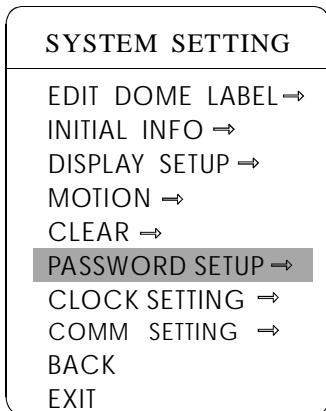 SYSTEM SETTING
EDIT DOME LABEL→
INITIAL INFO →
DISPLAY SETUP →
MOTION →
CLEAR →
PASSWORD SETUP →
CLOCK SETTING →
COMM SETTING →
BACK
EXIT